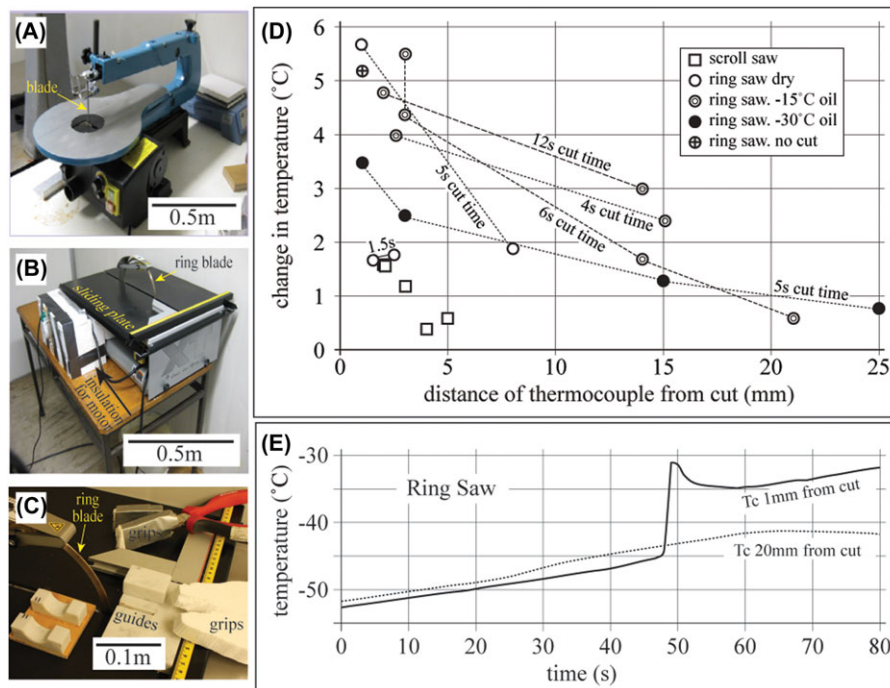 (A)
blade
0.5m
(B)
ring blade
sliding plate
insulation
for motor
0.5m
(C)
ring
blade
grips
guides
grips
0.1m
(D)
change in temperature (˚C)
6
5
4
3
2
1
0
0
5
10
15
20
25
distance of thermocouple from cut (mm)
scroll saw
ring saw dry
ring saw. -15˚C oil
ring saw. -30˚C oil
ring saw. no cut
12s cut time
5s cut time
4s cut time
6s cut time
1.5s
5s cut time
(E)
temperature (˚C)
-30
-40
-50
Ring Saw
Tc 1mm from cut
Tc 20mm from cut
0
10
20
30
40
50
60
70
80
time (s)